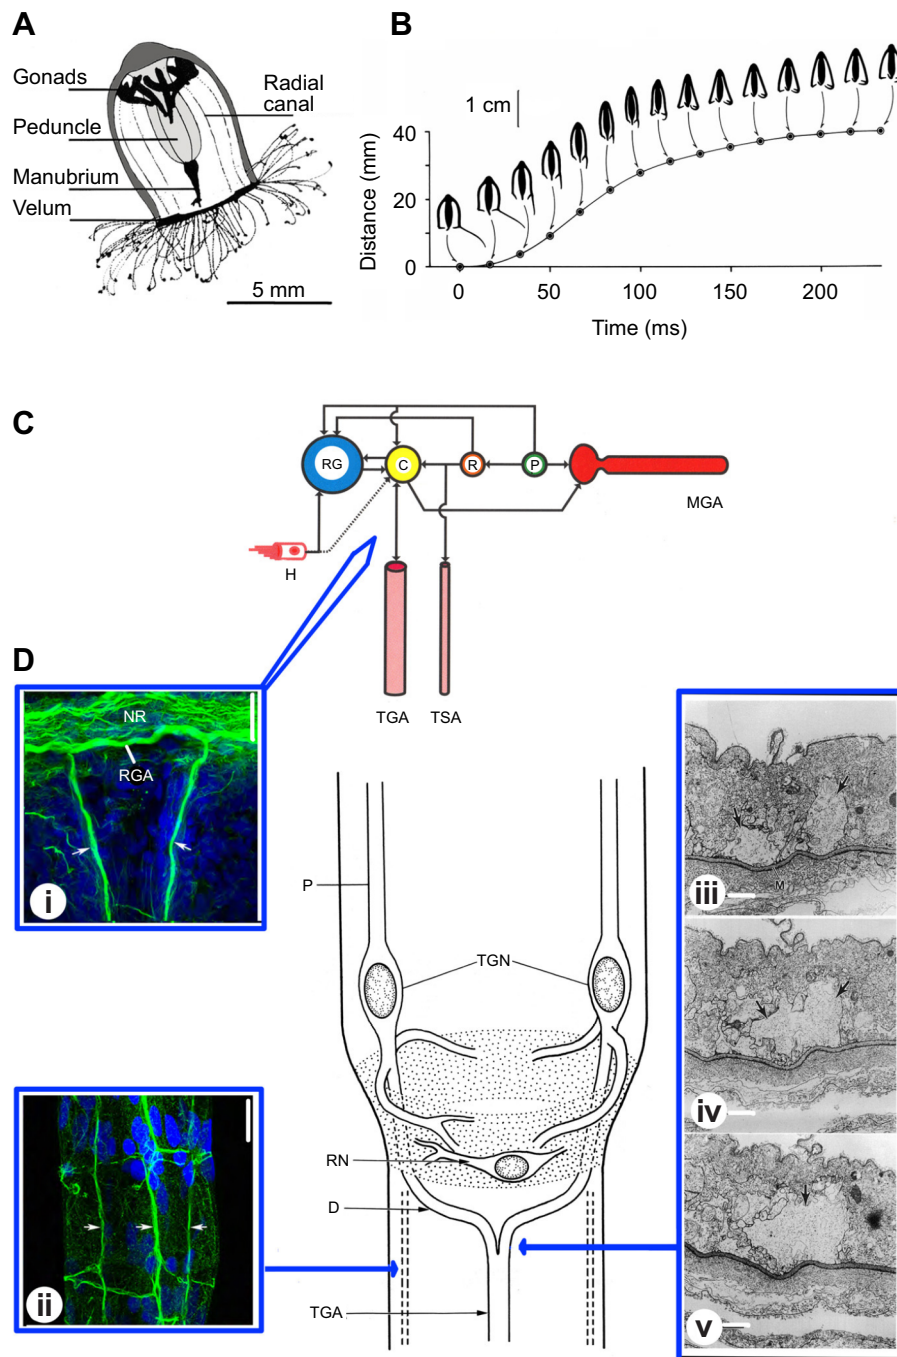 A
Gonads
Radial
canal
Peduncle
Manubrium
Velum
5 mm
B
1 cm
Distance (mm)
40
20
0
0
50
100
150
200
Time (ms)
C
RG
C
R
P
MGA
H
TGA
TSA
D
NR
RGA
i
P
TGN
RN
D
TGA
ii
M
iii
iv
v